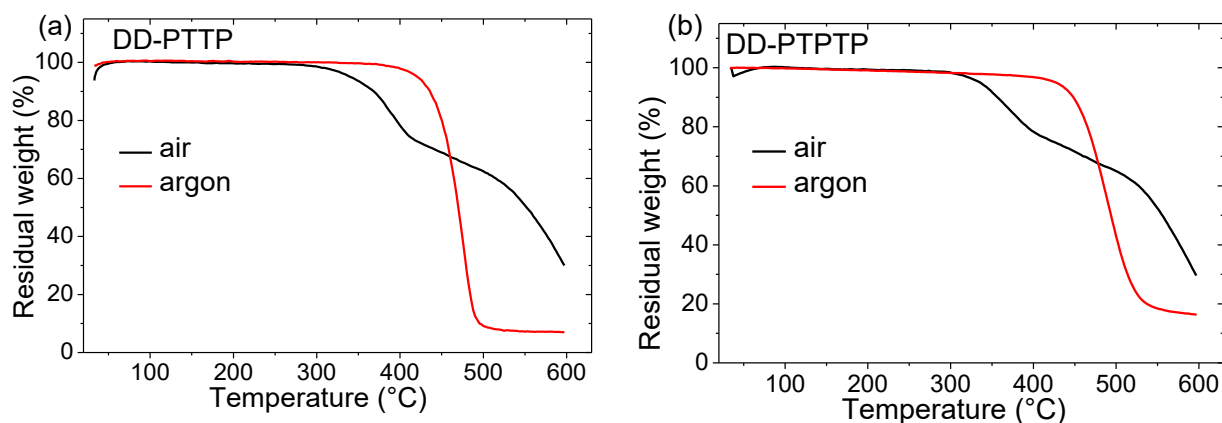 (a)
DD-PTTP
100
80
60
40
20
0
Residual weight (%)
air
argon
100 200 300 400 500 600
Temperature (°C)
(b)
DD-PTPTP
100
80
60
40
20
0
Residual weight (%)
air
argon
100 200 300 400 500 600
Temperature (°C)